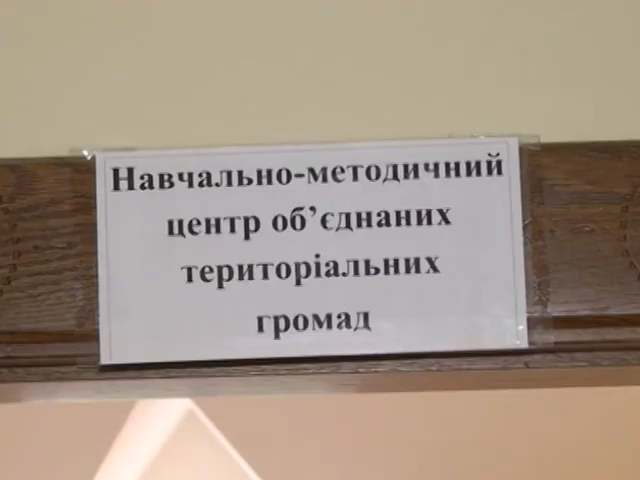 Навчально-методичний
центр об’єднаних
територіальних
громад